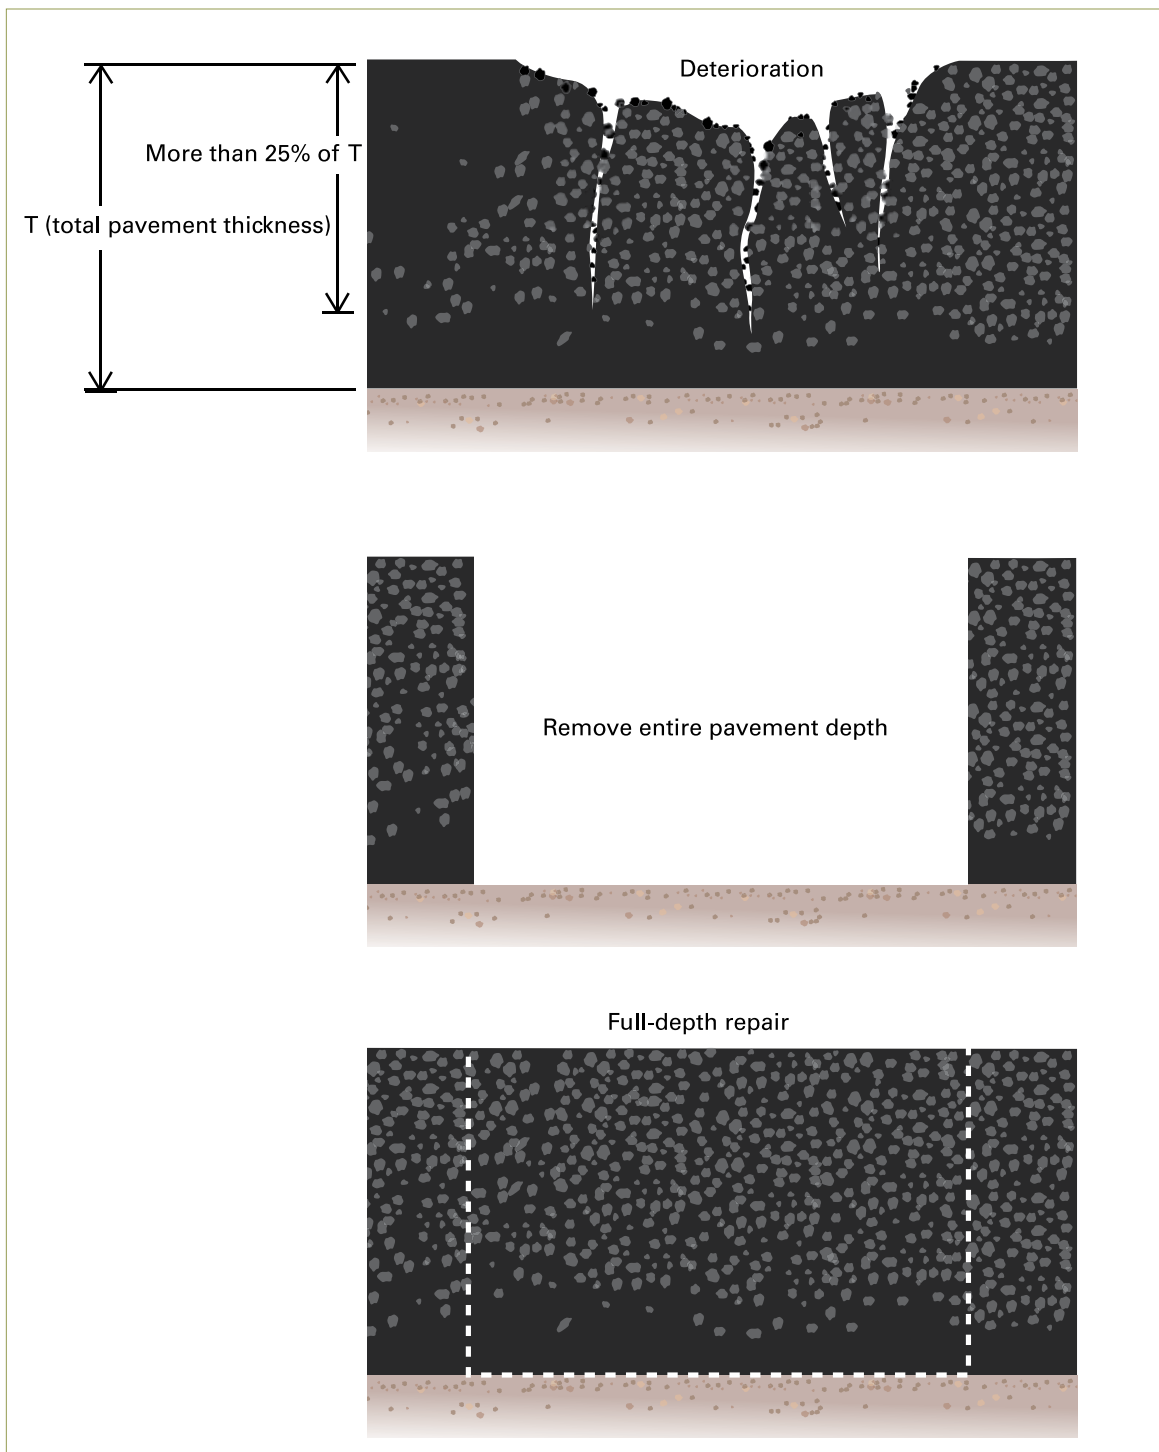 Deterioration
More than 25% of T
T (total pavement thickness)
Remove entire pavement depth
Full-depth repair